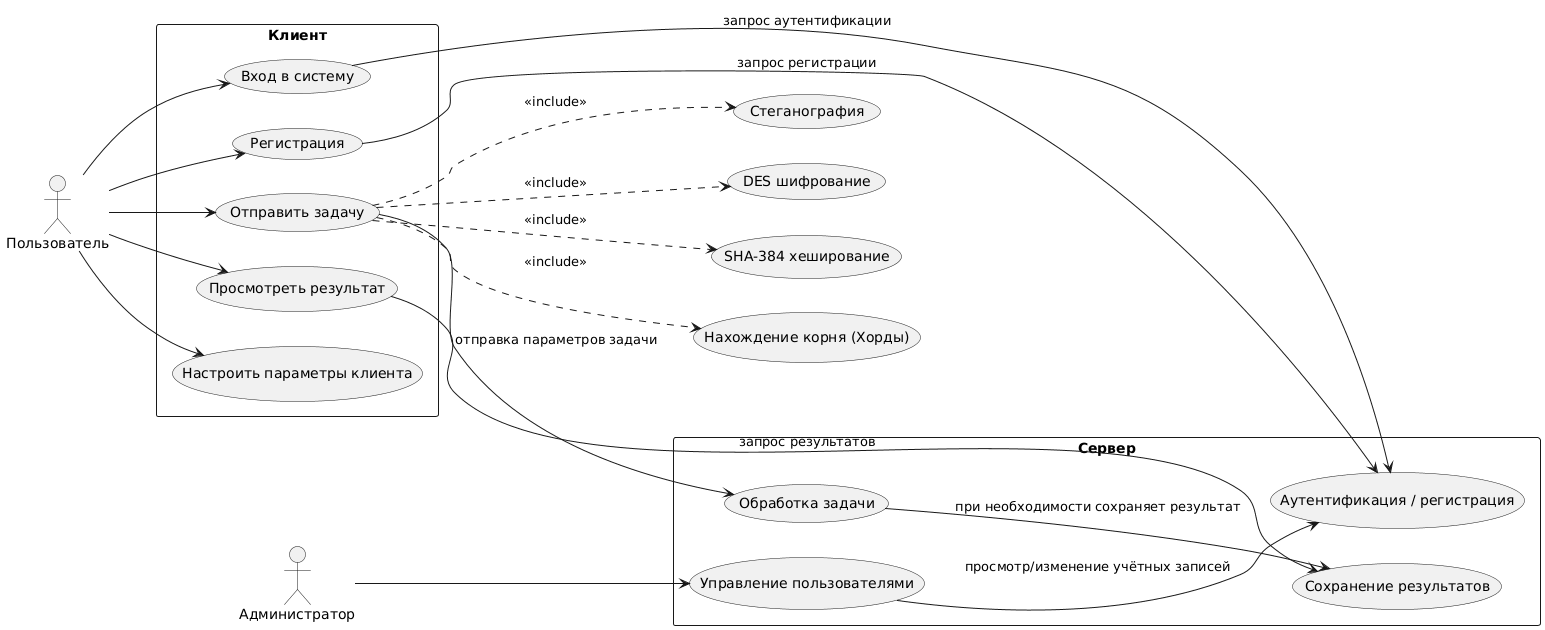 запрос аутентификации
Клиент
запрос регистрации
Вход в систему
«include»
Стеганография
Регистрация
«include»
DES шифрование
Отправить задачу
«include»
Пользователь
SHA-384 хеширование
«include»
Просмотреть результат
отправка параметров задачи
Нахождение корня (Хорды)
Настроить параметры клиента
запрос результатов
Сервер
Обработка задачи
при необходимости сохраняет результат
Аутентификация / регистрация
просмотр/изменение учётных записей
Управление пользователями
Сохранение результатов
Администратор